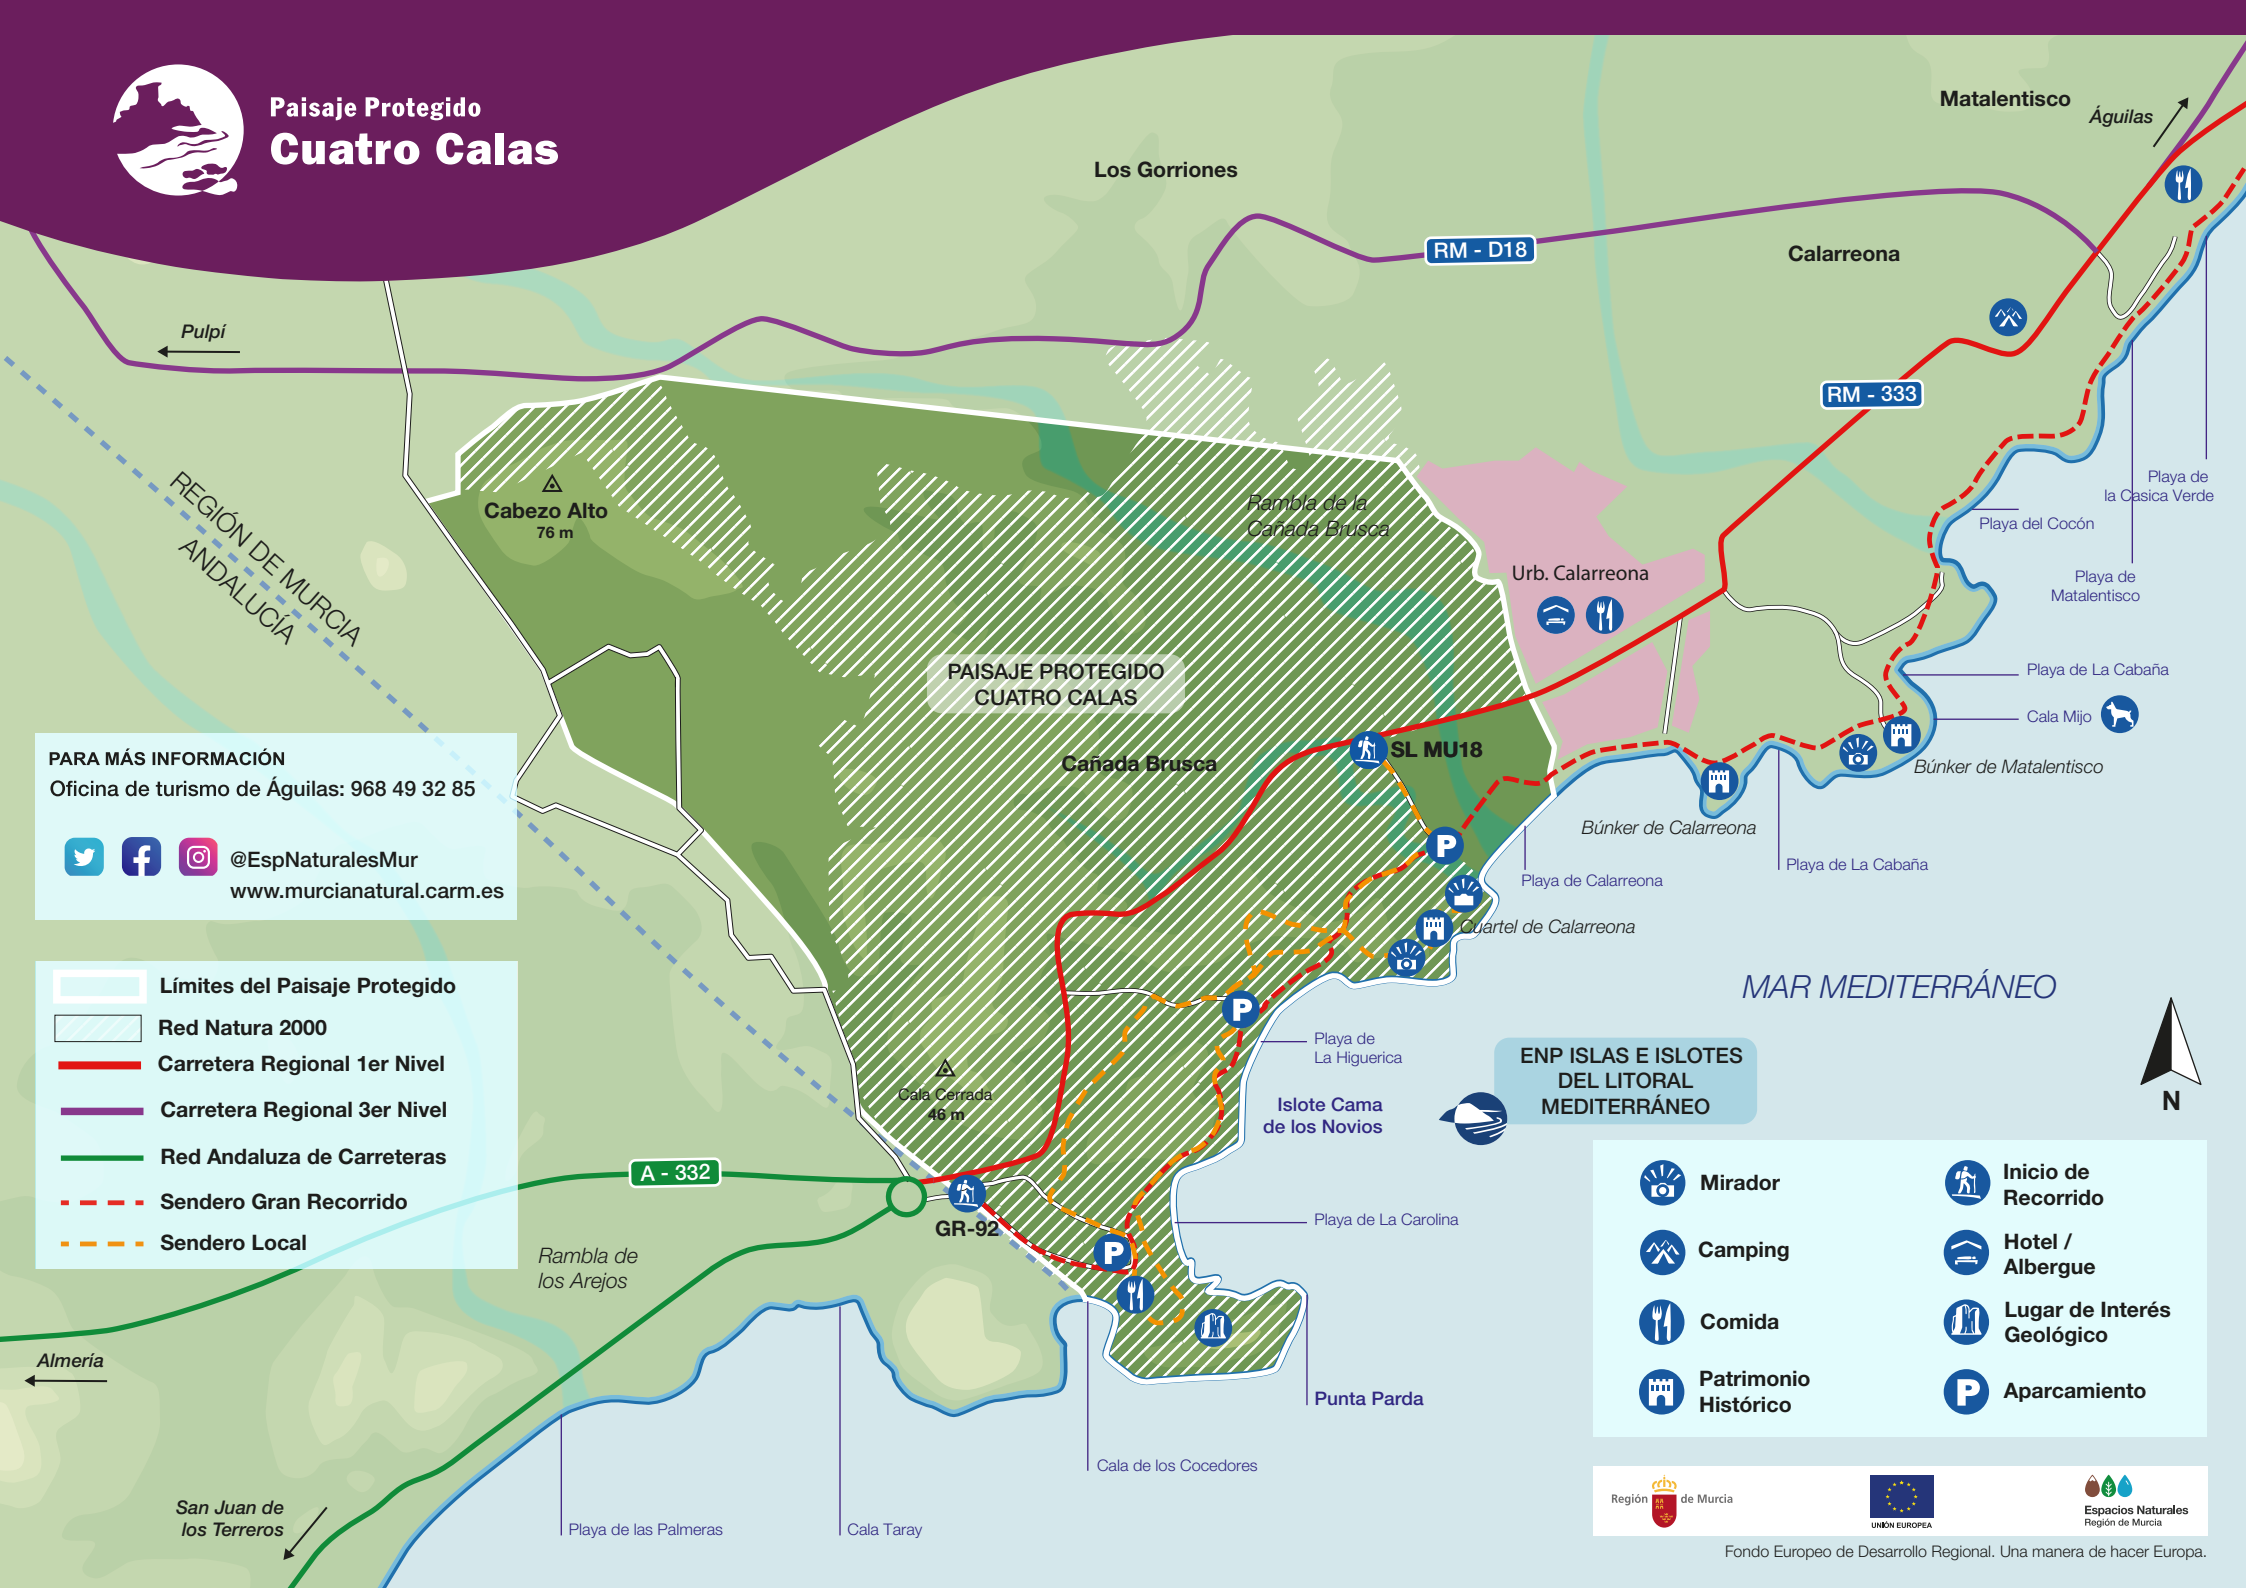 Paisaje Protegido
Cuatro Calas
Matalentisco
Águilas
Los Gorriones
RM - D18
Calarreona
Pulpí
RM - 333
REGIÓN DE MURCIA
ANDALUCÍA
Cabezo Alto
76 m
Rambla de la
Cañada Brusca
Playa de
la Casica Verde
Playa del Cocón
Urb. Calarreona
Playa de
Matalentisco
PAISAJE PROTEGIDO
CUATRO CALAS
Playa de La Cabaña
Cala Mijo
SL MU18
Cañada Brusca
Búnker de Matalentisco
PARA MÁS INFORMACIÓN
Oficina de turismo de Águilas: 968 49 32 85
@EspNaturalesMur
www.murcianatural.carm.es
Búnker de Calarreona
P
Playa de La Cabaña
Playa de Calarreona
Cuartel de Calarreona
MAR MEDITERRÁNEO
P
Playa de
La Higuerica
N
ENP ISLAS E ISLOTES
DEL LITORAL
MEDITERRÁNEO
Islote Cama
de los Novios
Cala Cerrada
46 m
Límites del Paisaje Protegido
Red Natura 2000
Carretera Regional 1er Nivel
Carretera Regional 3er Nivel
Red Andaluza de Carreteras
Sendero Gran Recorrido
Sendero Local
A - 332
GR-92
Playa de La Carolina
P
Rambla de
los Arejos
Punta Parda
Almería
Cala de los Cocedores
San Juan de
los Terreros
Playa de las Palmeras
Cala Taray
Mirador
Inicio de
Recorrido
Camping
Hotel /
Albergue
Comida
Lugar de Interés
Geológico
Patrimonio
Histórico
P
Aparcamiento
Región de Murcia
UNIÓN EUROPEA
Espacios Naturales
Región de Murcia
Fondo Europeo de Desarrollo Regional. Una manera de hacer Europa.